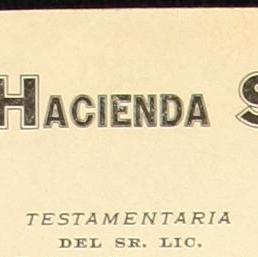 HACIENDA S
TESTAMENTARIA
DEL SR. LIC.